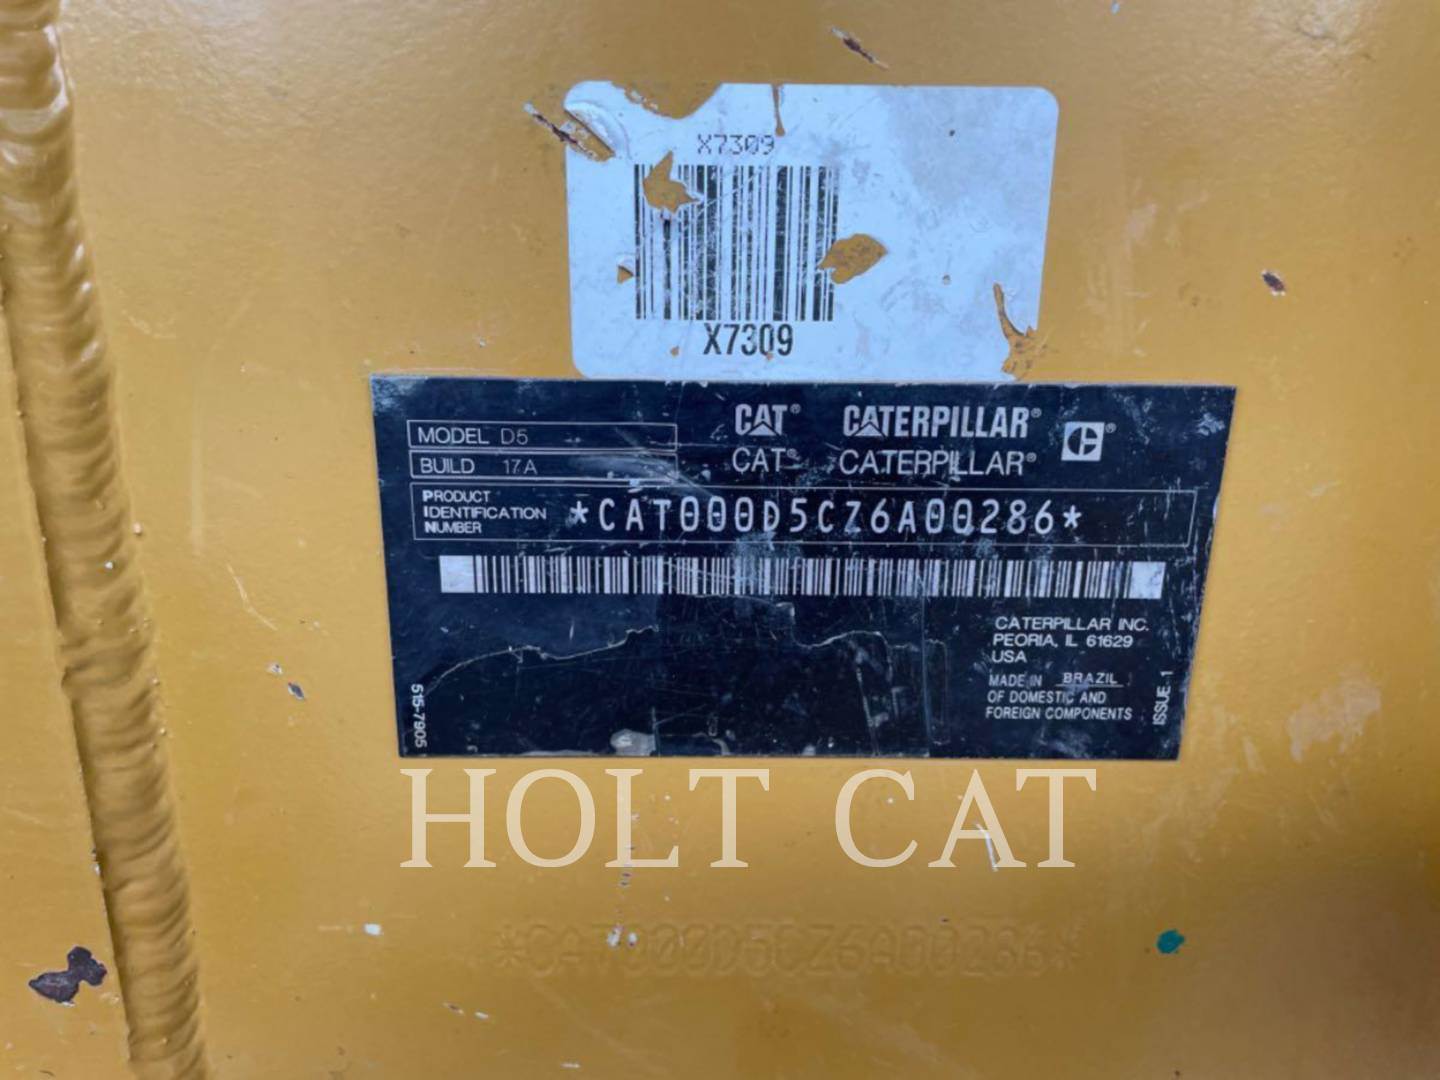 X7309
X7309
CAT® CATERPILLAR®
CAT® CATERPILLAR®
MODEL D5
BUILD 17A
PRODUCT
IDENTIFICATION
NUMBER
*CAT000D5CZ6A00286*
CATERPILLAR INC.
PEORIA, IL 61629
USA
MADE IN BRAZIL
OF DOMESTIC AND
FOREIGN COMPONENTS
515-7905
ISSUE 1
HOLT CAT
*CAT000D5CZ6A00286*